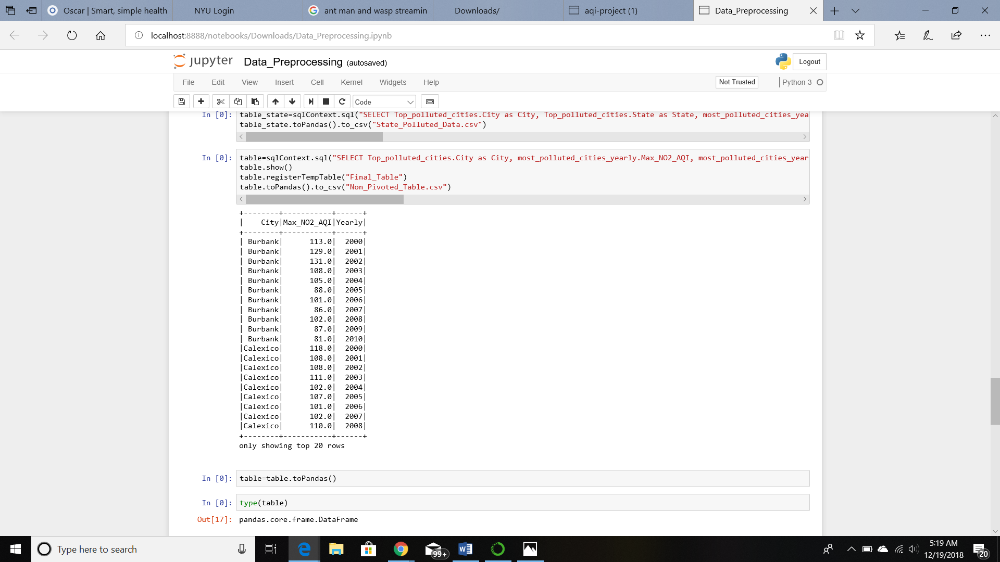 Oscar | Smart, simple health
NYU Login
ant man and wasp streamin
Downloads/
aqi-project (1)
Data_Preprocessing
localhost:8888/notebooks/Downloads/Data_Preprocessing.ipynb
jupyter Data_Preprocessing (autosaved)
Logout
File Edit View Insert Cell Kernel Widgets Help
Not Trusted
Python 3
Code
In [0]: table_state=sqlContext.sql("SELECT Top_polluted_cities.City as City, Top_polluted_cities.State as State, most_polluted_cities_yea
table_state.toPandas().to_csv("State_Polluted_Data.csv")
In [0]: table=sqlContext.sql("SELECT Top_polluted_cities.City as City, most_polluted_cities_yearly.Max_NO2_AQI, most_polluted_cities_year
table.show()
table.registerTempTable("Final_Table")
table.toPandas().to_csv("Non_Pivoted_Table.csv")
+--------+-----------+------+
|    City|Max_NO2_AQI|Yearly|
+--------+-----------+------+
| Burbank|      113.0|  2000|
| Burbank|      129.0|  2001|
| Burbank|      131.0|  2002|
| Burbank|      108.0|  2003|
| Burbank|      105.0|  2004|
| Burbank|       88.0|  2005|
| Burbank|      101.0|  2006|
| Burbank|       86.0|  2007|
| Burbank|      102.0|  2008|
| Burbank|       87.0|  2009|
| Burbank|       81.0|  2010|
|Calexico|      118.0|  2000|
|Calexico|      108.0|  2001|
|Calexico|      108.0|  2002|
|Calexico|      111.0|  2003|
|Calexico|      102.0|  2004|
|Calexico|      107.0|  2005|
|Calexico|      101.0|  2006|
|Calexico|      102.0|  2007|
|Calexico|      110.0|  2008|
+--------+-----------+------+
only showing top 20 rows
In [0]: table=table.toPandas()
In [0]: type(table)
Out[17]: pandas.core.frame.DataFrame
Type here to search
99+
5:19 AM
12/19/2018
20